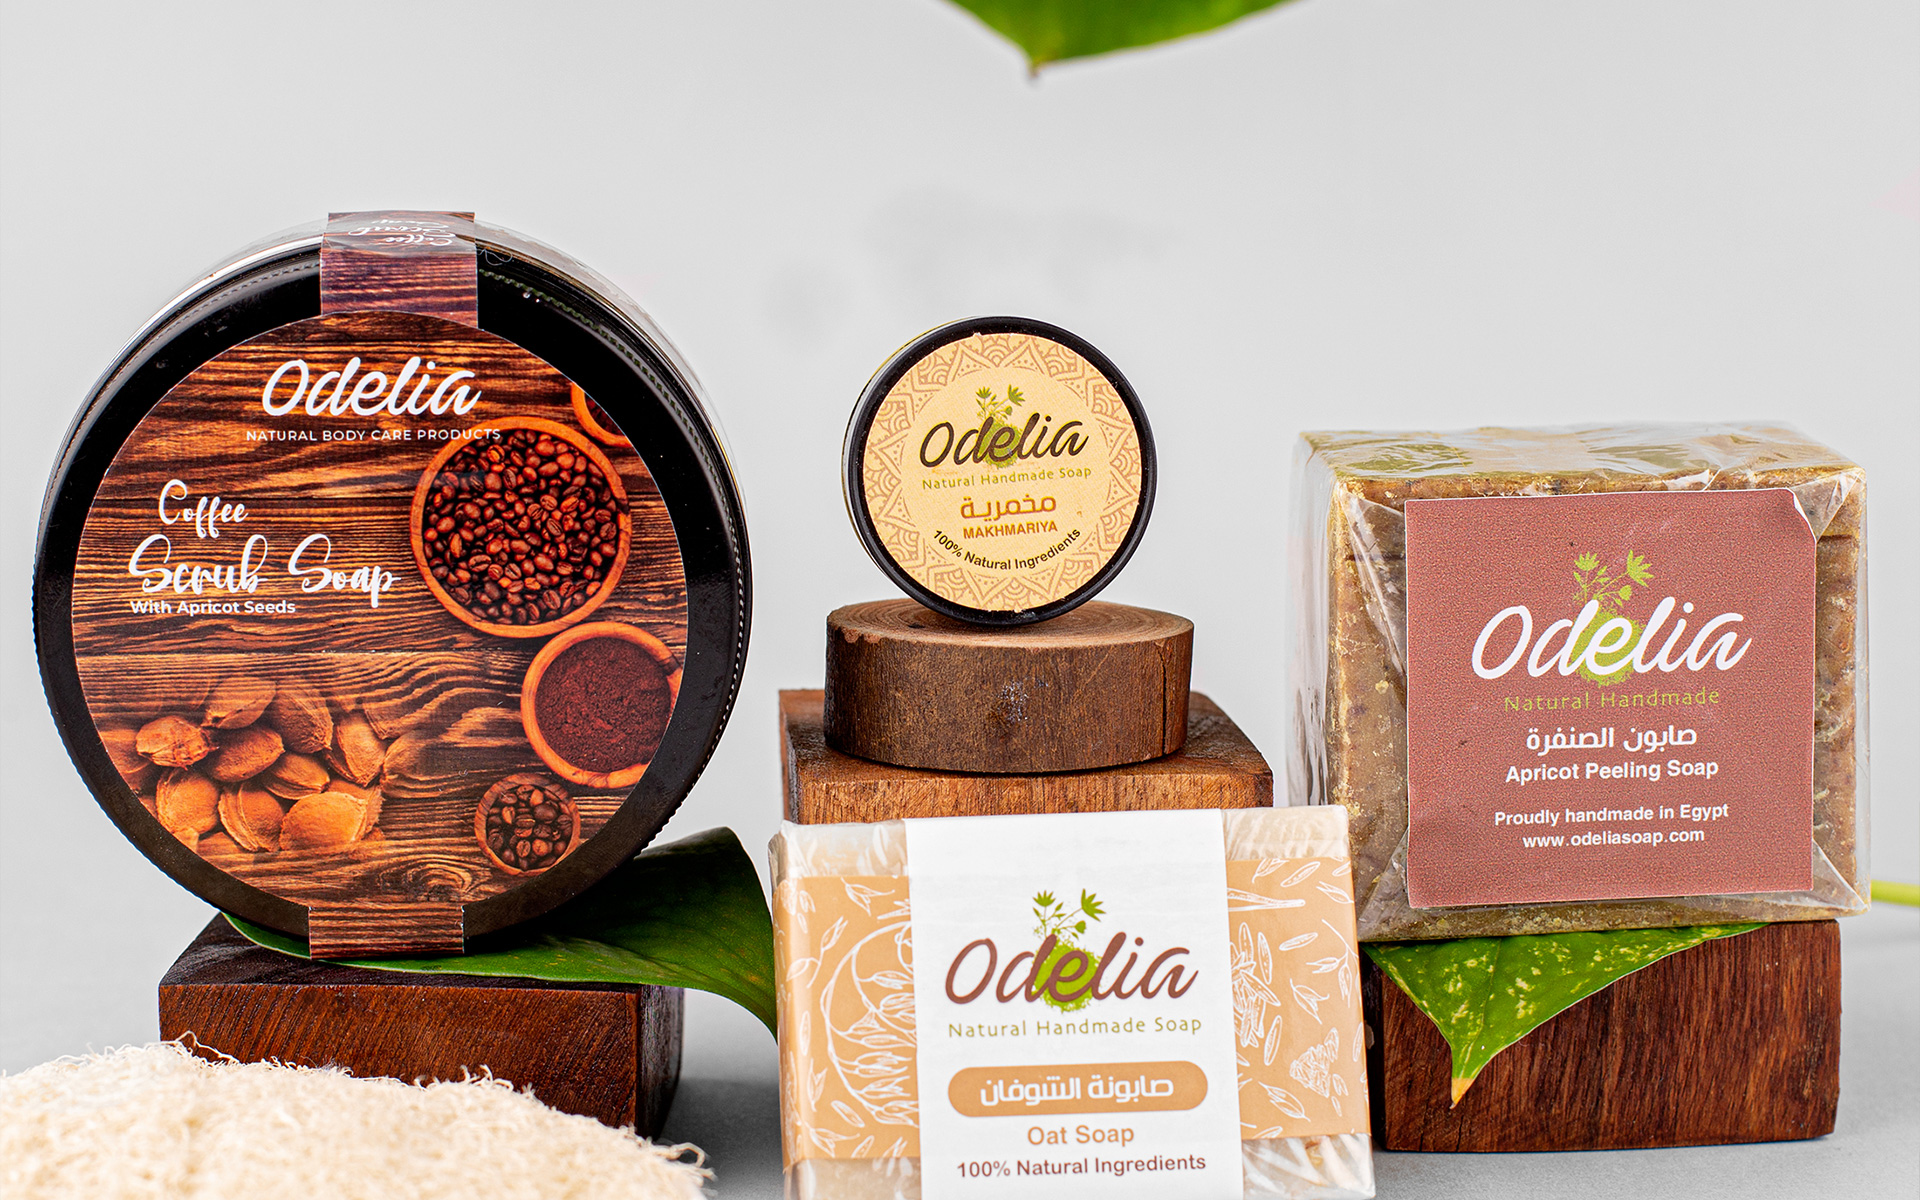 Coffee
Scrub
Odelia
NATURAL BODY CARE PRODUCTS
Coffee
Scrub Soap
With Apricot Seeds
Odelia
Natural Handmade Soap
مخمرية
MAKHMARIYA
100% Natural Ingredients
Odelia
Natural Handmade
صابون الصنفرة
Apricot Peeling Soap
Proudly handmade in Egypt
www.odeliasoap.com
Odelia
Natural Handmade Soap
صابونة الشوفان
Oat Soap
100% Natural Ingredients